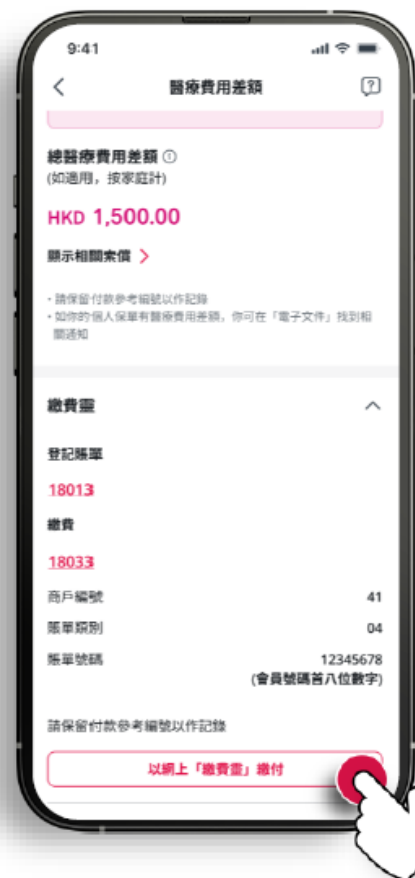 9:41
醫療費用差額
總醫療費用差額
(如適用，按家庭計)
HKD 1,500.00
顯示相關索償 >
• 請保留付款參考編號以作記錄
• 如你的個人保單有醫療費用差額，你可在「電子文件」找到相
關通知
繳費靈
登記賬單
18013
繳費
18033
商戶編號 41
賬單類別 04
賬單號碼 12345678
(會員號碼首八位數字)
請保留付款參考編號以作記錄
以網上「繳費靈」繳付